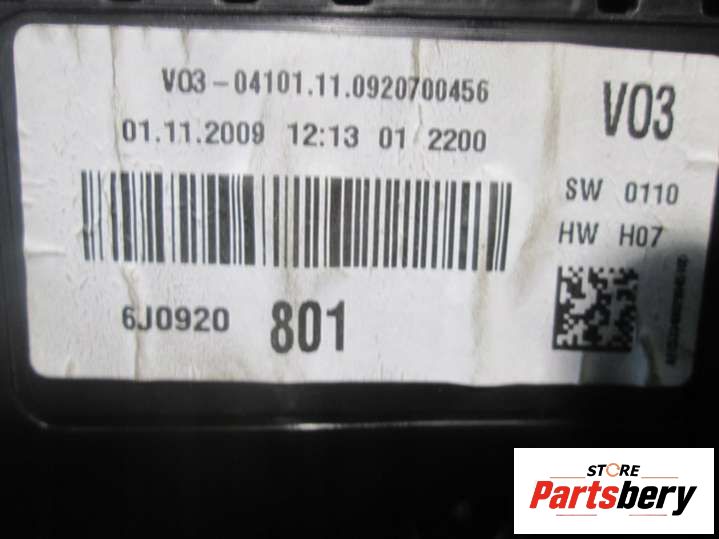 V03-04101.11.0920700456
V03
01.11.2009 12:13 01 2200
SW 0110
HW H07
6J0920 801
STORE
Partsbery